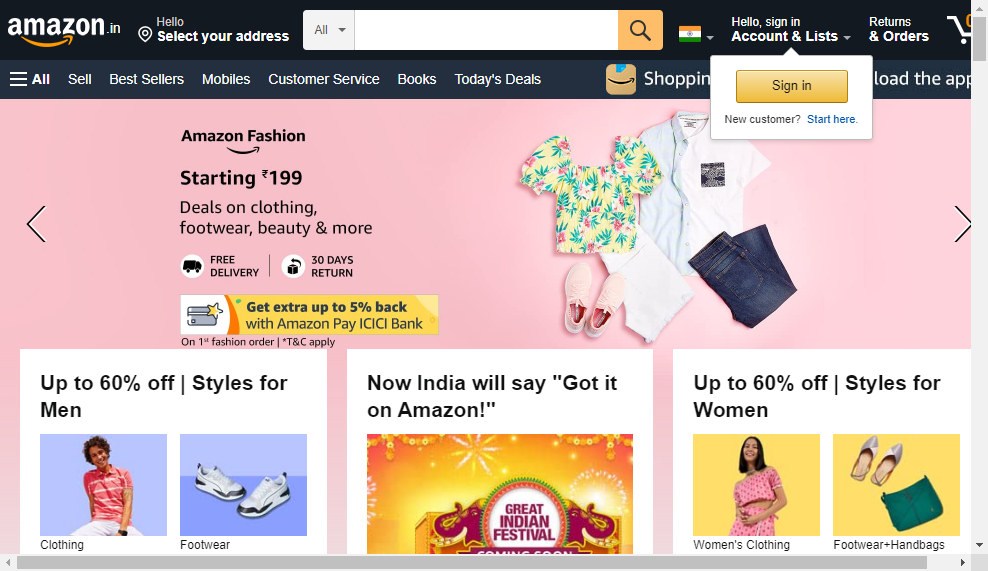 amazon.in
Hello
Select your address
All
Hello, sign in
Account & Lists
Returns
& Orders
0
All
Sell
Best Sellers
Mobiles
Customer Service
Books
Today's Deals
load the app
Sign in
New customer? Start here.
Amazon Fashion
Starting ₹199
Deals on clothing,
footwear, beauty & more
FREE
DELIVERY
30 DAYS
RETURN
Get extra up to 5% back
with Amazon Pay ICICI Bank
On 1st fashion order | *T&C apply
Up to 60% off | Styles for
Men
Now India will say "Got it
on Amazon!"
Up to 60% off | Styles for
Women
GREAT
INDIAN
FESTIVAL
COMING SOON
Clothing
Footwear
Women's Clothing
Footwear+Handbags